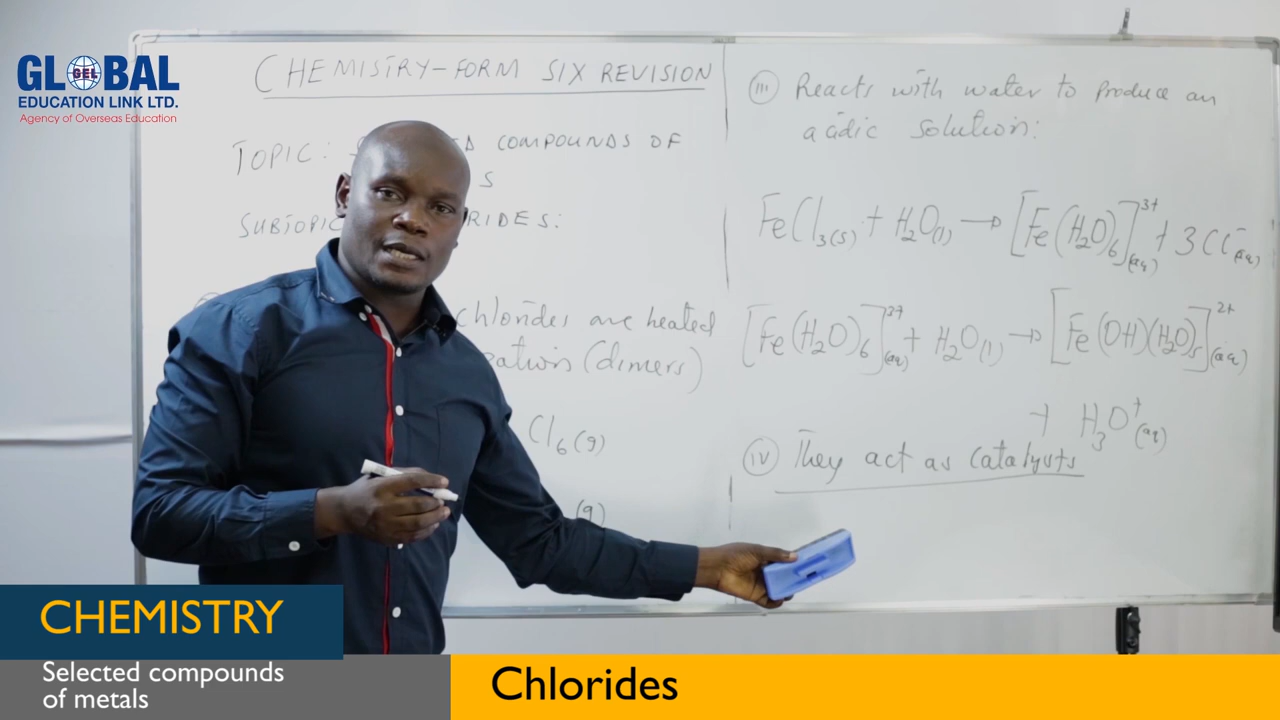 GLOBAL
GEL
EDUCATION LINK LTD.
Agency of Overseas Education
CHEMISTRY-FORM SIX REVISION
TOPIC: COMPOUNDS OF
S
SUBTOPIC RIDES:
chlorides are heated
zation (dimers)
Cl₆(g)
(g)
(iii) Reacts with water to produce an
acidic solution:
FeCl₃(s) + H₂O(l) → [Fe(H₂O)₆]³⁺(aq) + 3Cl⁻(aq)
[Fe(H₂O)₆]³⁺(aq) + H₂O(l) → [Fe(OH)(H₂O)₅]²⁺(aq)
+ H₃O⁺(aq)
(iv) They act as catalysts
CHEMISTRY
Selected compounds
of metals
Chlorides